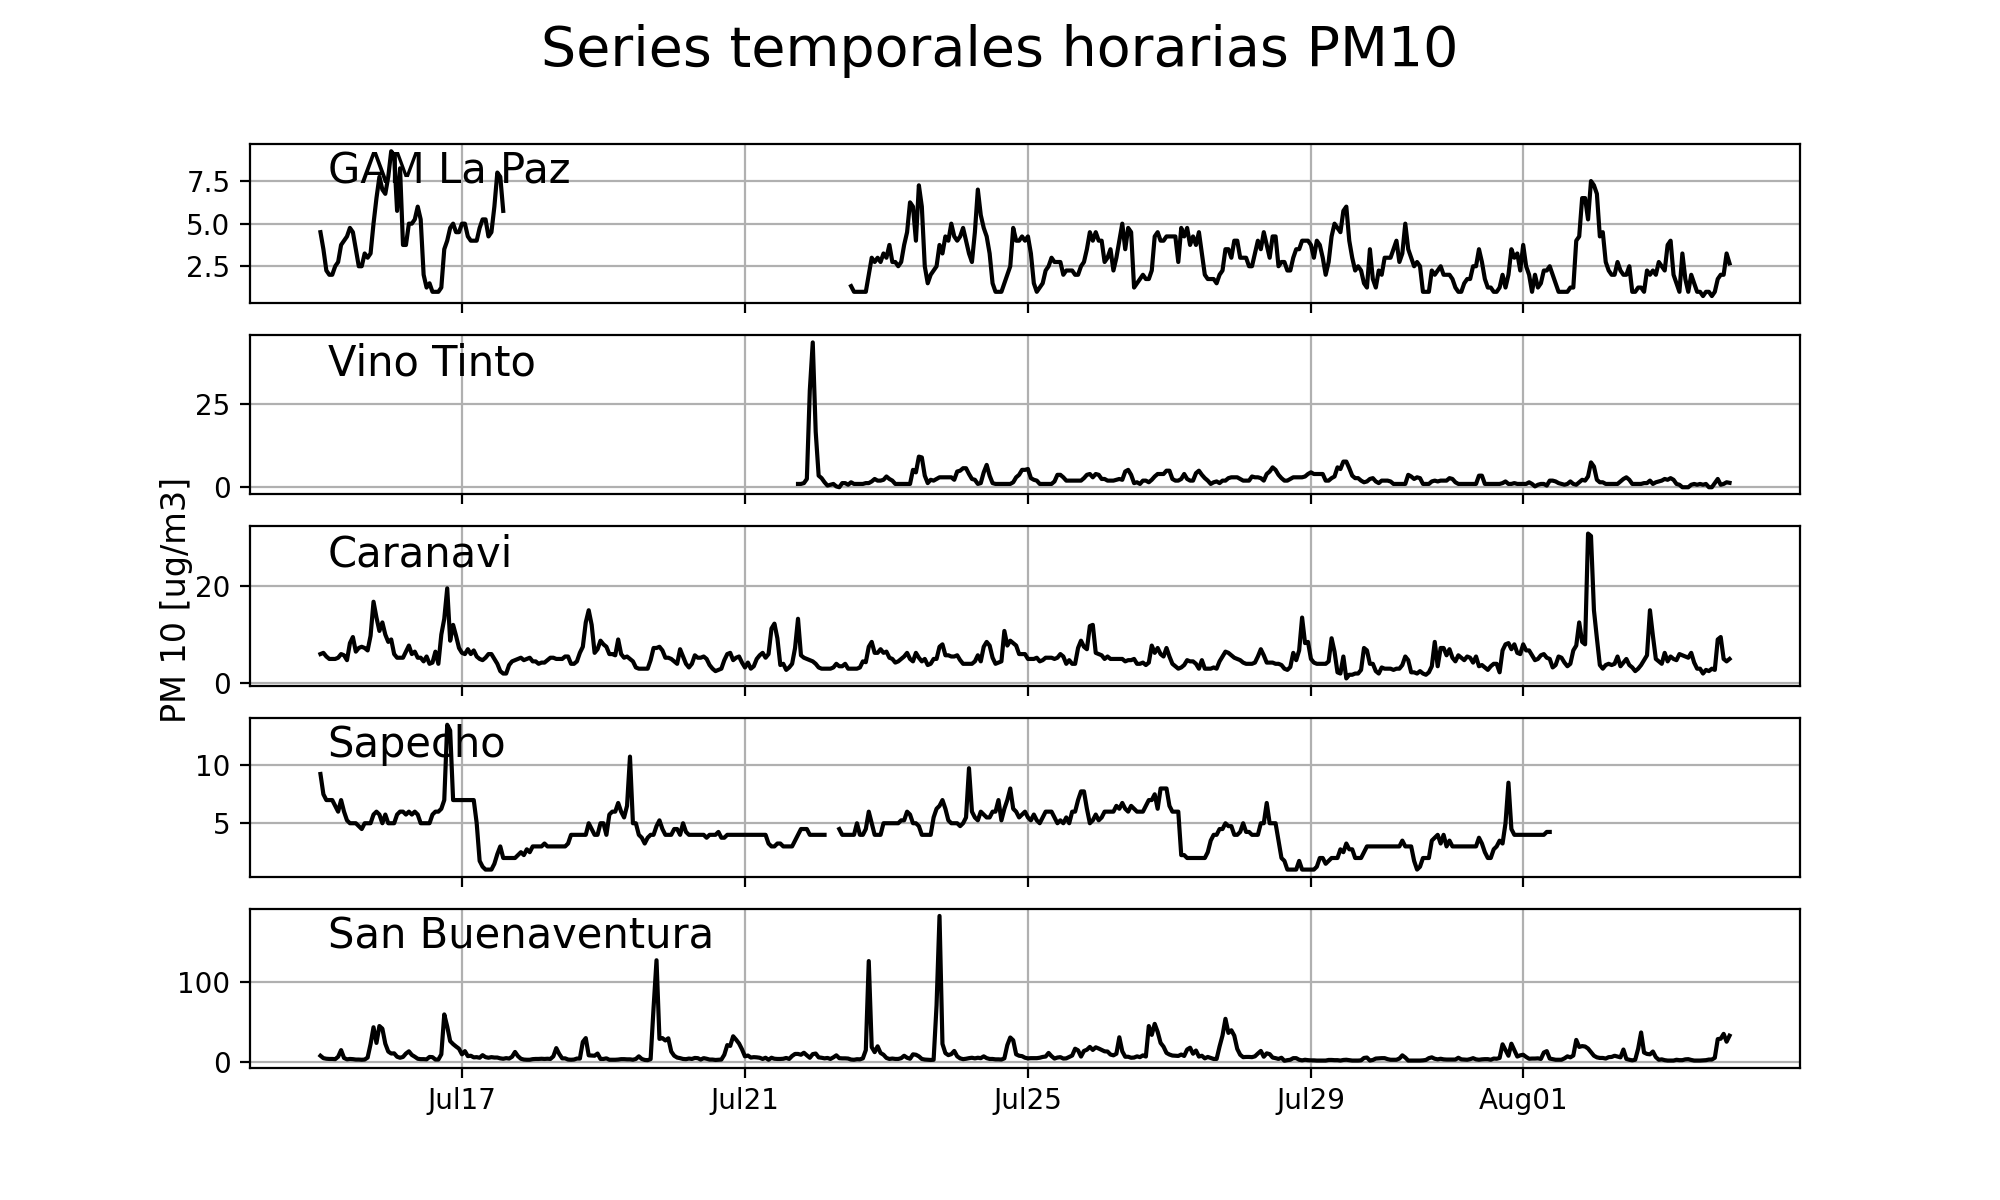 Series temporales horarias PM10
GAM La Paz
7.5
5.0
2.5
Vino Tinto
25
0
PM 10 [ug/m3]
Caranavi
20
0
Sapecho
10
5
San Buenaventura
100
0
Jul17 Jul21 Jul25 Jul29 Aug01